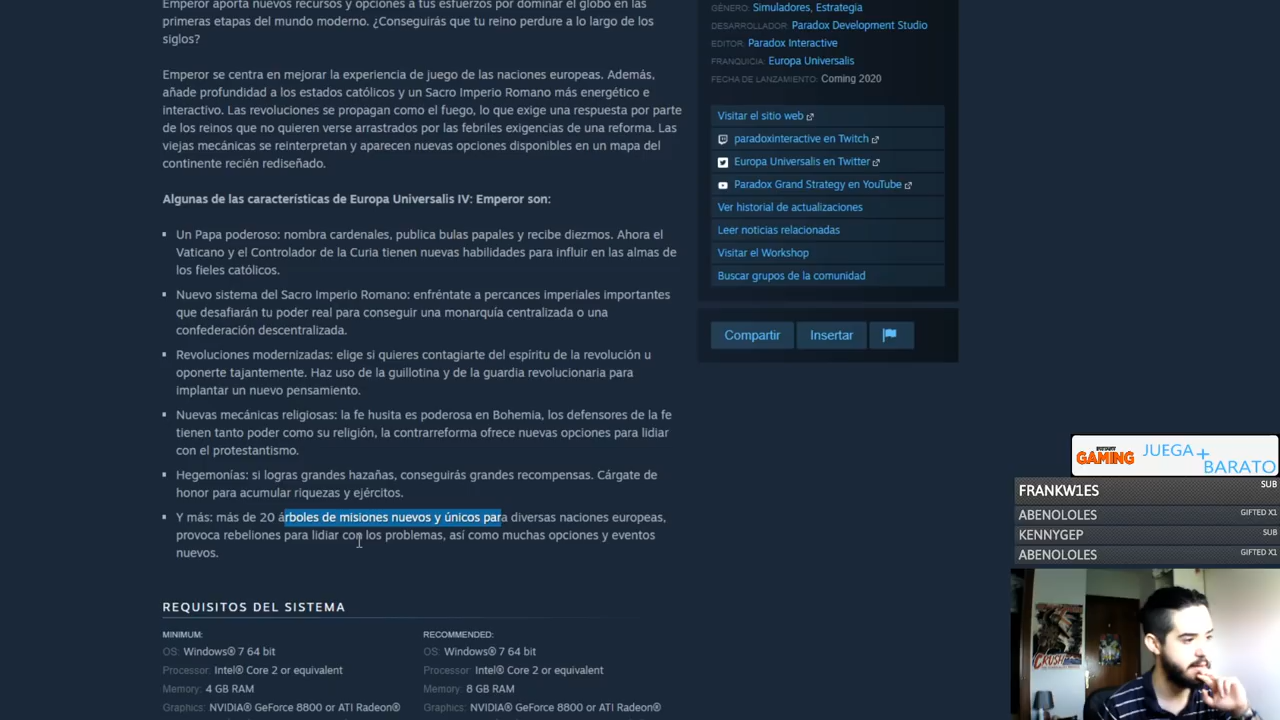 Emperor aporta nuevos recursos y opciones a tus esfuerzos por dominar el globo en las
primeras etapas del mundo moderno. ¿Conseguirás que tu reino perdure a lo largo de los
siglos?
Emperor se centra en mejorar la experiencia de juego de las naciones europeas. Además,
añade profundidad a los estados católicos y un Sacro Imperio Romano más energético e
interactivo. Las revoluciones se propagan como el fuego, lo que exige una respuesta por parte
de los reinos que no quieren verse arrastrados por las febriles exigencias de una reforma. Las
viejas mecánicas se reinterpretan y aparecen nuevas opciones disponibles en un mapa del
continente recién rediseñado.
Algunas de las características de Europa Universalis IV: Emperor son:
Un Papa poderoso: nombra cardenales, publica bulas papales y recibe diezmos. Ahora el
Vaticano y el Controlador de la Curia tienen nuevas habilidades para influir en las almas de
los fieles católicos.
Nuevo sistema del Sacro Imperio Romano: enfréntate a percances imperiales importantes
que desafiarán tu poder real para conseguir una monarquía centralizada o una
confederación descentralizada.
Revoluciones modernizadas: elige si quieres contagiarte del espíritu de la revolución u
oponerte tajantemente. Haz uso de la guillotina y de la guardia revolucionaria para
implantar un nuevo pensamiento.
Nuevas mecánicas religiosas: la fe husita es poderosa en Bohemia, los defensores de la fe
tienen tanto poder como su religión, la contrarreforma ofrece nuevas opciones para lidiar
con el protestantismo.
Hegemonías: si logras grandes hazañas, conseguirás grandes recompensas. Cárgate de
honor para acumular riquezas y ejércitos.
Y más: más de 20 árboles de misiones nuevos y únicos para diversas naciones europeas,
provoca rebeliones para lidiar con los problemas, así como muchas opciones y eventos
nuevos.
REQUISITOS DEL SISTEMA
MINIMUM:
OS: Windows® 7 64 bit
Processor: Intel® Core 2 or equivalent
Memory: 4 GB RAM
Graphics: NVIDIA® GeForce 8800 or ATI Radeon®
RECOMMENDED:
OS: Windows® 7 64 bit
Processor: Intel® Core 2 or equivalent
Memory: 8 GB RAM
Graphics: NVIDIA® GeForce 8800 or ATI Radeon®
GÉNERO: Simuladores, Estrategia
DESARROLLADOR: Paradox Development Studio
EDITOR: Paradox Interactive
FRANQUICIA: Europa Universalis
FECHA DE LANZAMIENTO: Coming 2020
Visitar el sitio web
paradoxinteractive en Twitch
Europa Universalis en Twitter
Paradox Grand Strategy en YouTube
Ver historial de actualizaciones
Leer noticias relacionadas
Visitar el Workshop
Buscar grupos de la comunidad
Compartir
Insertar
GAMING JUEGA+
BARATO
FRANKW1ES SUB
ABENOLOLES GIFTED X1
KENNYGEP SUB
ABENOLOLES GIFTED X1